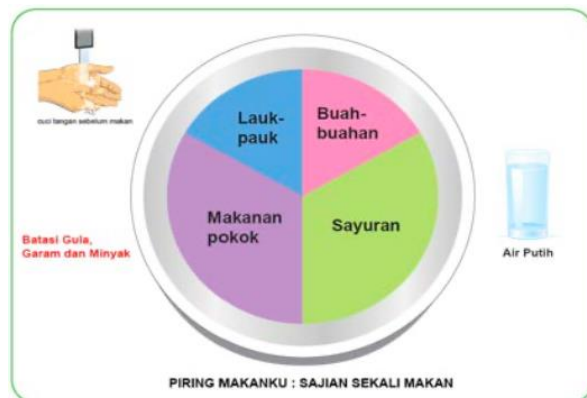 cuci tangan sebelum makan
Lauk-
pauk
Buah-
buahan
Makanan
pokok
Sayuran
Batasi Gula,
Garam dan Minyak
Air Putih
PIRING MAKANKU : SAJIAN SEKALI MAKAN